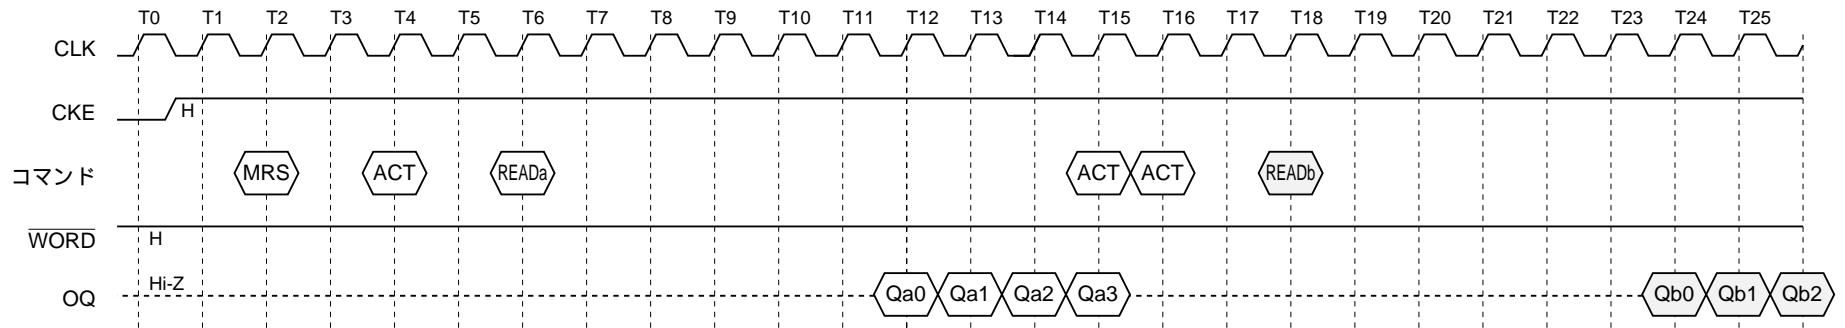 T0 T1 T2 T3 T4 T5 T6 T7 T8 T9 T10 T11 T12 T13 T14 T15 T16 T17 T18 T19 T20 T21 T22 T23 T24 T25
CLK
CKE H
コマンド MRS ACT READa ACT ACT READb
WORD H
OQ Hi-Z Qa0 Qa1 Qa2 Qa3 Qb0 Qb1 Qb2